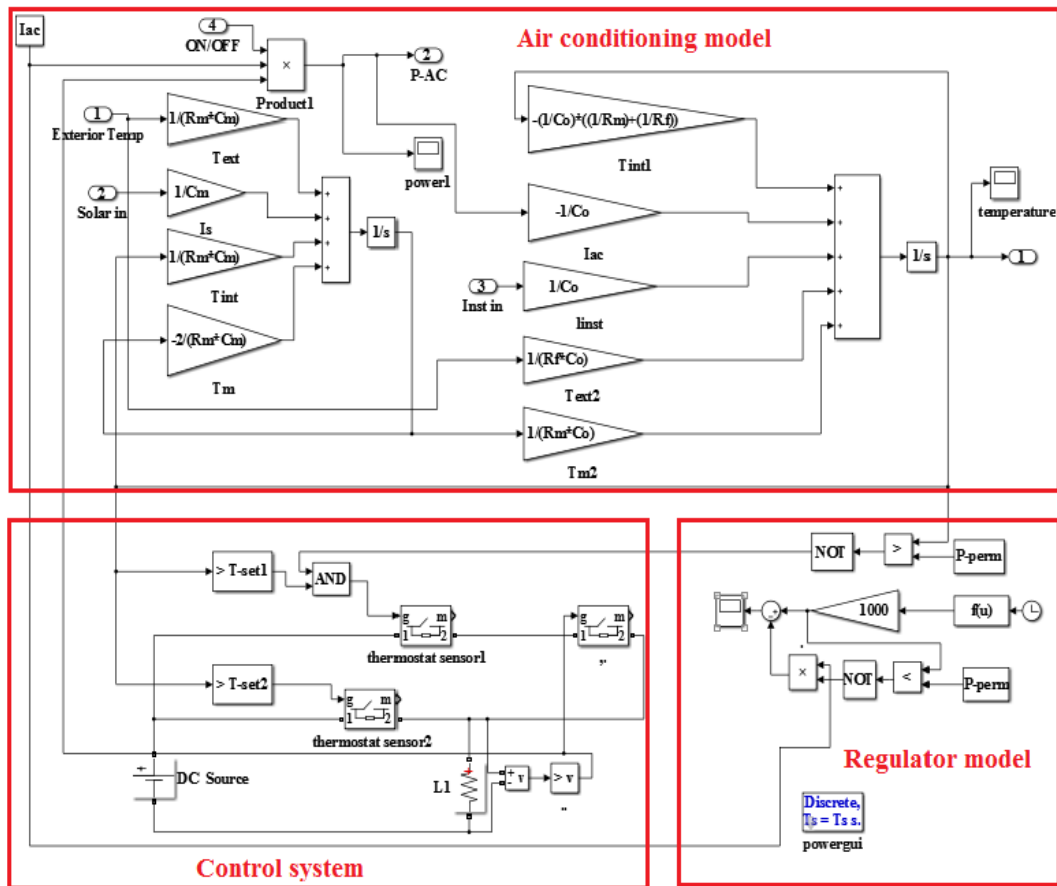 Iac
4
ON/OFF
×
Product1
2
P-AC
Air conditioning model
1
Exterior Temp
1/(Rm*Cm)
Text
power1
-(1/Co)*((1/Rm)+(1/Rf))
Tint1
2
Solar in
1/Cm
Is
+
+
+
+
1/s
-1/Co
Iac
temperature
1/(Rm*Cm)
Tint
3
Inst in
1/Co
Iinst
+
+
+
+
+
1/s
1
-2/(Rm*Cm)
Tm
1/(Rf*Co)
Text2
1/(Rm*Co)
Tm2
> T-set1
AND
g m
1 2
thermostat sensor1
g m
1 2
,,
> T-set2
g m
1 2
thermostat sensor2
DC Source
+
L1
+
-
v
> v
,,
Control system
NOT
>
P-perm
1000
f(u)
.
×
NOT
<
P-perm
Regulator model
Discrete,
Ts = Ts s.
powergui